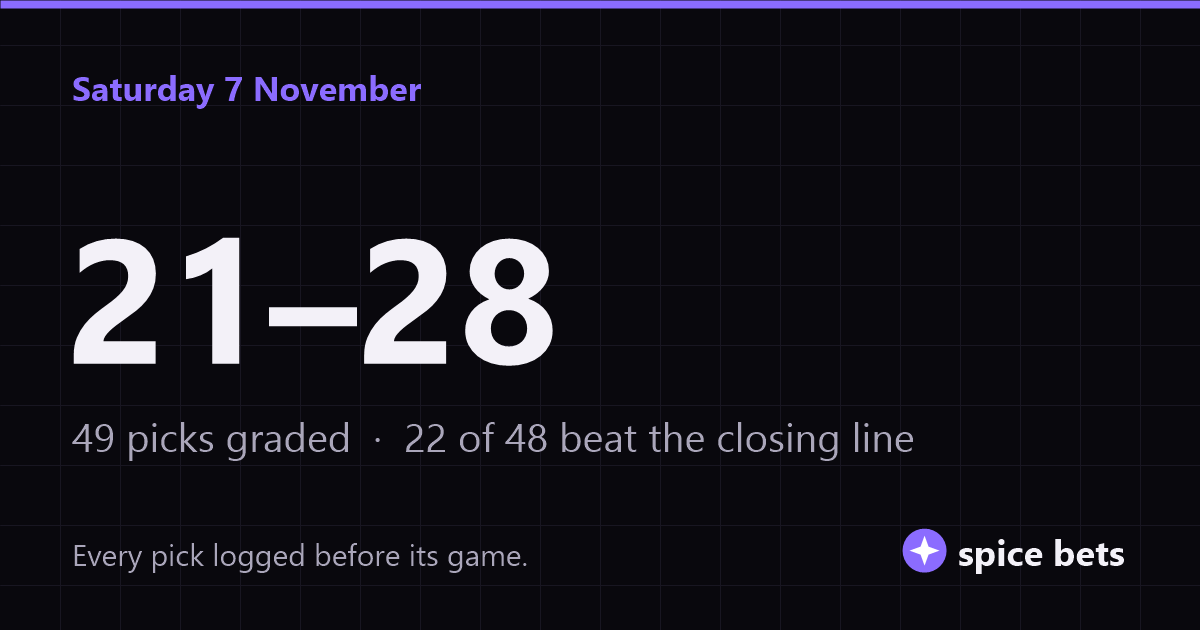 Saturday 7 November
21–28
49 picks graded · 22 of 48 beat the closing line
Every pick logged before its game.
spice bets